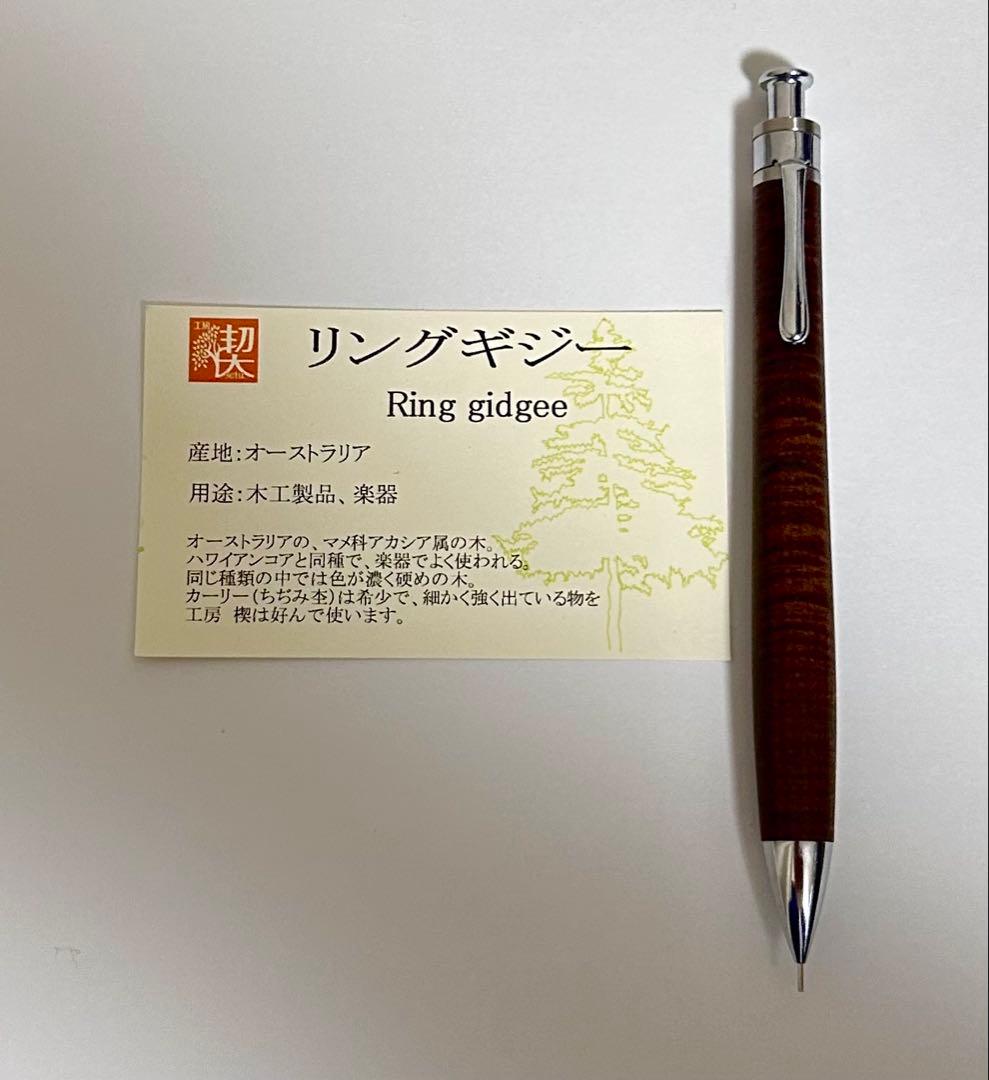 工房
楔
リングギジー
Ring gidgee
産地：オーストラリア
用途：木工製品、楽器
オーストラリアの、マメ科アカシア属の木。
ハワイアンコアと同種で、楽器でよく使われる。
同じ種類の中では色が濃く硬めの木。
カーリー（ちぢみ杢）は希少で、細かく強く出ている物を
工房　楔は好んで使います。